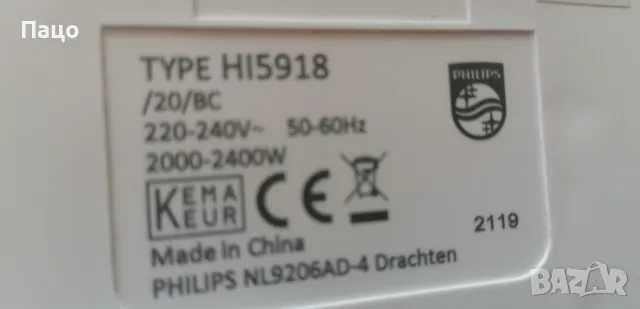 Пацо
TYPE HI5918
/20/BC
220-240V~ 50-60Hz
2000-2400W
PHILIPS
KEMA
KEUR
CE
2119
Made in China
PHILIPS NL9206AD-4 Drachten
BAZAR